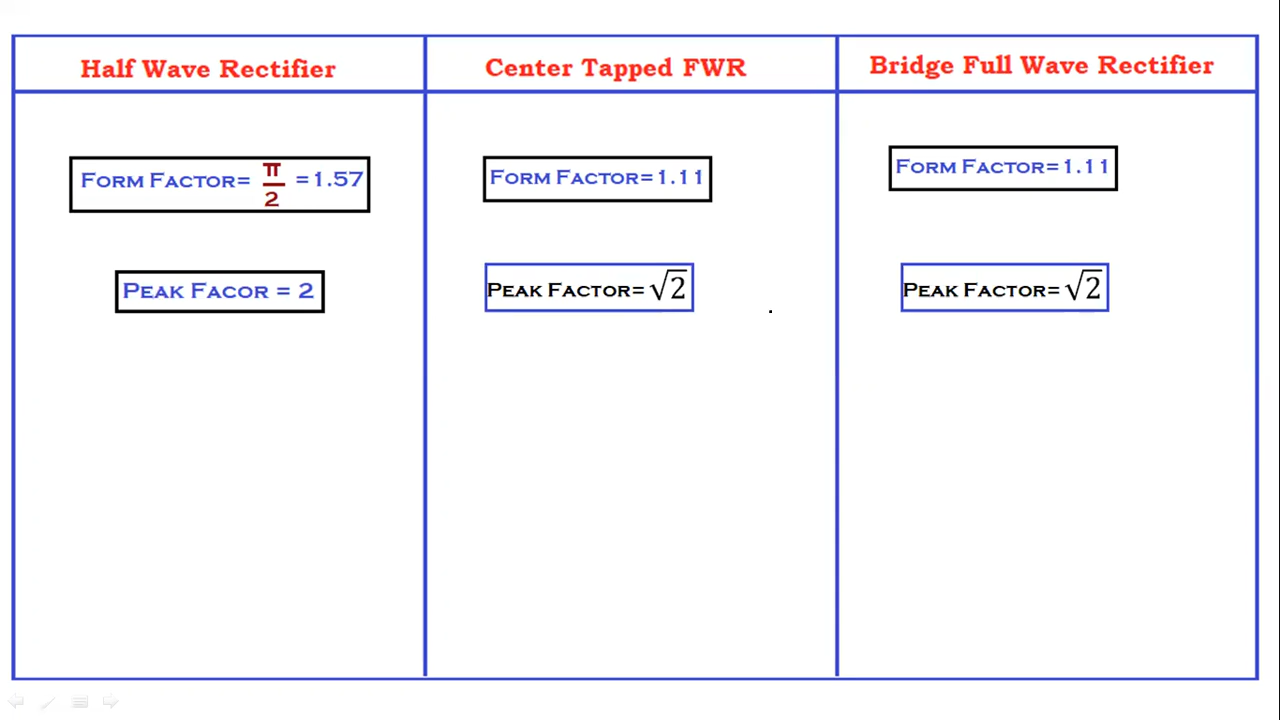 Half Wave Rectifier
Center Tapped FWR
Bridge Full Wave Rectifier
Form Factor= π/2 =1.57
Form Factor=1.11
Form Factor=1.11
Peak Facor = 2
Peak Factor= √2
Peak Factor= √2